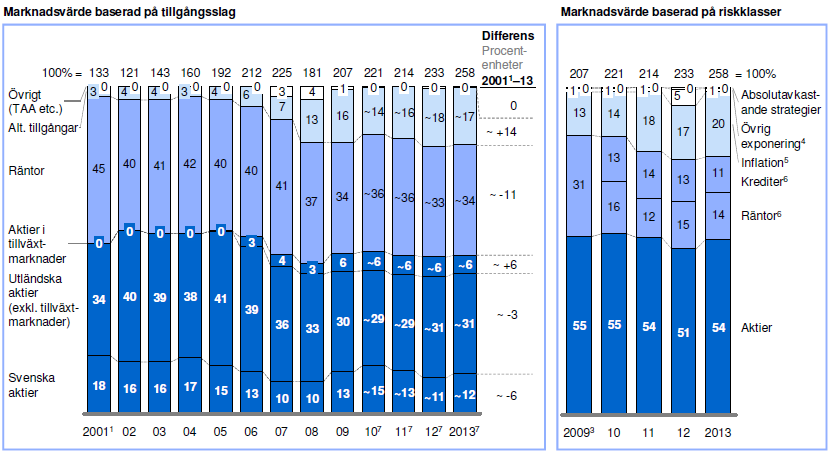 Marknadsvärde baserad på tillgångsslag
Differens
Procent-
enheter
2001¹–13
100% = 133 121 143 160 192 212 225 181 207 221 214 233 258
Övrigt
(TAA etc.)
3 0 4 0 4 0 3 0 4 0 6 0 3 4 1 0 0 0 0 0
Alt. tillgångar
7 13 16 ~14 ~16 ~18 ~17 ~ +14
Räntor
45 40 41 42 40 40 41 37 34 ~36 ~36 ~33 ~34 ~ -11
Aktier i
tillväxt-
marknader
0 0 0 0 0 3 4 3 6 ~6 ~6 ~6 ~6 ~ +6
Utländska
aktier
(exkl. tillväxt-
marknader)
34 40 39 38 41 39 36 33 30 ~29 ~29 ~31 ~31 ~ -3
Svenska
aktier
18 16 16 17 15 13 10 10 13 ~15 ~13 ~11 ~12 ~ -6
2001¹ 02 03 04 05 06 07 08 09 10⁷ 11⁷ 12⁷ 2013⁷
Marknadsvärde baserad på riskklasser
207 221 214 233 258 = 100%
1 0 1 0 1 0 5 0 1 0
Absolutavkast-
ande strategier
13 14 18 17 20
Övrig
exponering⁴
Inflation⁵
13 14 13 11
Krediter⁶
31 16 12 15 14
Räntor⁶
55 55 54 51 54
Aktier
2009³ 10 11 12 2013